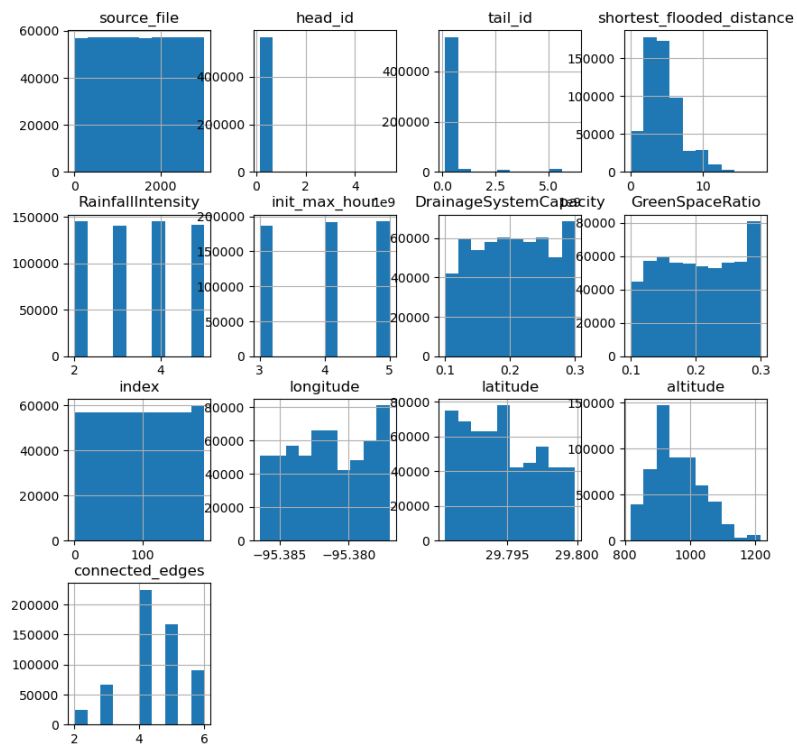 source_file head_id tail_id shortest_flooded_distance
60000
40000 400000 400000 150000
100000
20000 200000 200000 50000
0 0 0 0
0 2000 0 2 4 0.0 2.5 5.0 0 10
RainfallIntensity init_max_hour 1e9 DrainageSystemCapacity 1e9 GreenSpaceRatio
150000 200000 80000
100000 150000 60000 60000
100000 40000 40000
50000 50000 20000 20000
0 0 0 0
2 4 3 4 5 0.1 0.2 0.3 0.1 0.2 0.3
index longitude latitude altitude
60000 80000 80000 150000
40000 60000 60000 100000
40000 40000
20000 20000 20000 50000
0 0 0 0
0 100 −95.385 −95.380 29.795 29.800 800 1000 1200
connected_edges
200000
150000
100000
50000
0
2 4 6